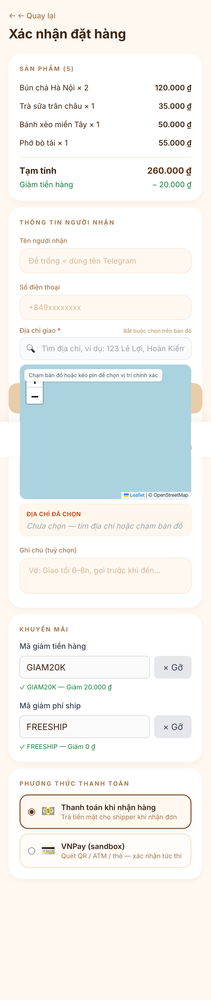 ← ← Quay lại
Xác nhận đặt hàng
SẢN PHẨM (5)
Bún chả Hà Nội × 2 120.000 ₫
Trà sữa trân châu × 1 35.000 ₫
Bánh xèo miền Tây × 1 50.000 ₫
Phở bò tái × 1 55.000 ₫
Tạm tính 260.000 ₫
Giảm tiền hàng − 20.000 ₫
THÔNG TIN NGƯỜI NHẬN
Tên người nhận
Để trống = dùng tên Telegram
Số điện thoại
+849xxxxxxxx
Địa chỉ giao * Bắt buộc chọn trên bản đồ
Tìm địa chỉ, ví dụ: 123 Lê Lợi, Hoàn Kiếm
Chạm bản đồ hoặc kéo pin để chọn vị trí chính xác
−
Leaflet | © OpenStreetMap
ĐỊA CHỈ ĐÃ CHỌN
Chưa chọn — tìm địa chỉ hoặc chạm bản đồ
Ghi chú (tuỳ chọn)
Vd: Giao tối 6–8h, gọi trước khi đến...
KHUYẾN MÃI
Mã giảm tiền hàng
GIAM20K × Gỡ
✓ GIAM20K — Giảm 20.000 ₫
Mã giảm phí ship
FREESHIP × Gỡ
✓ FREESHIP — Giảm 0 ₫
PHƯƠNG THỨC THANH TOÁN
Thanh toán khi nhận hàng
Trả tiền mặt cho shipper khi nhận đơn
VNPay (sandbox)
Quét QR / ATM / thẻ — xác nhận tức thì